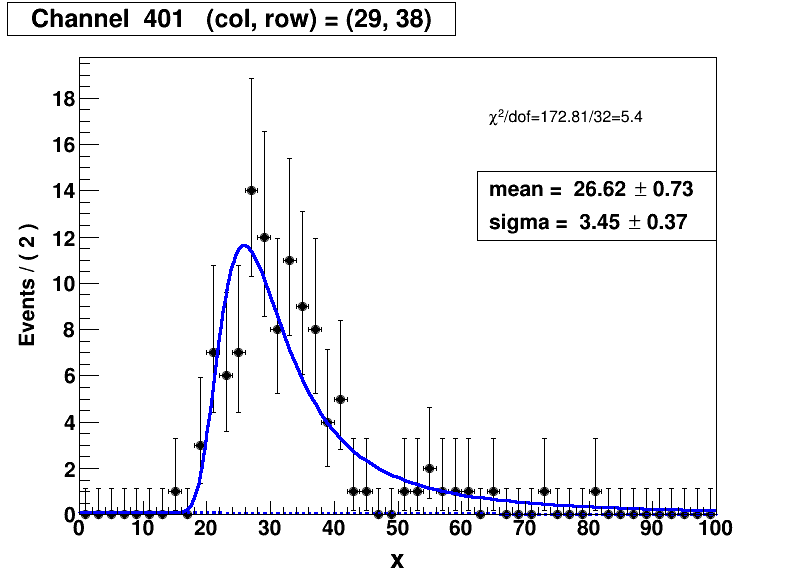 Channel 401 (col, row) = (29, 38)
χ²/dof=172.81/32=5.4
mean = 26.62 ± 0.73
sigma = 3.45 ± 0.37
Events / ( 2 )
18
16
14
12
10
8
6
4
2
0
0 10 20 30 40 50 60 70 80 90 100
x